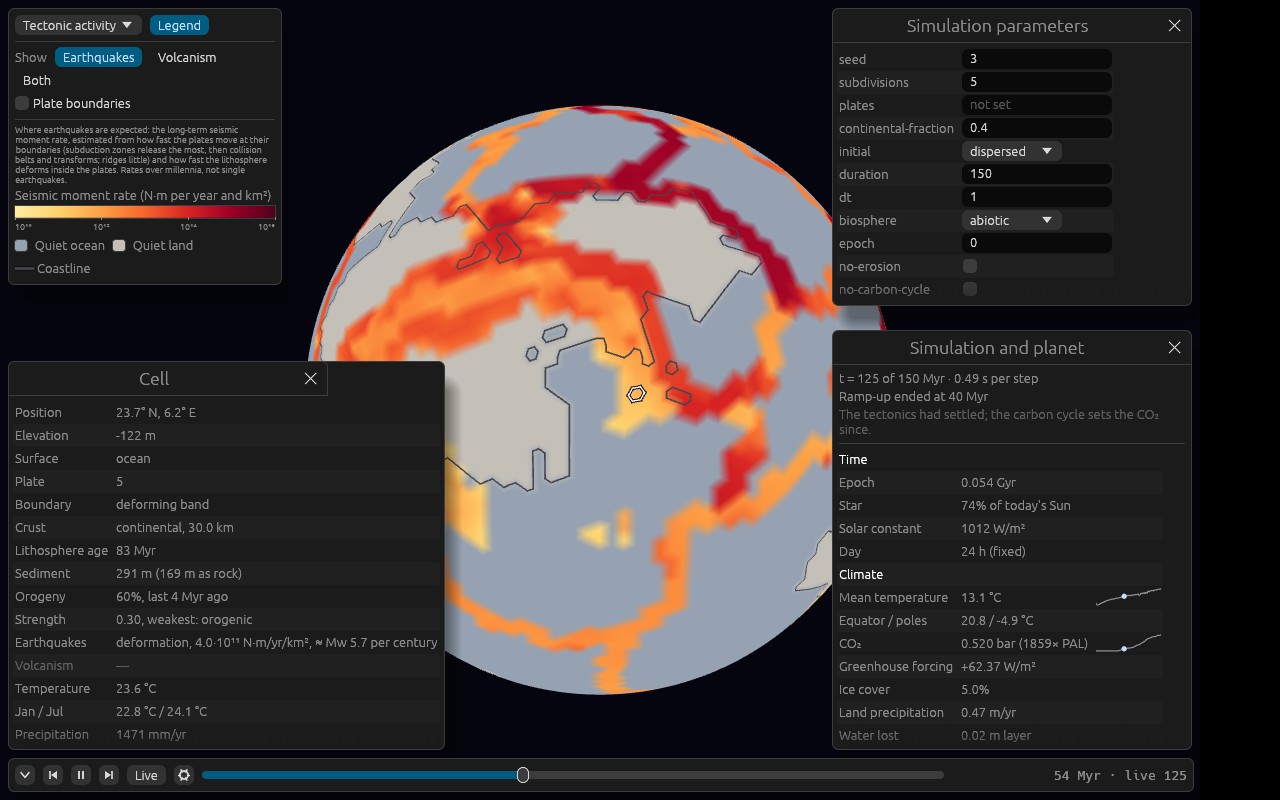 Tectonic activity Legend
Show Earthquakes Volcanism
Both
Plate boundaries
Where earthquakes are expected: the long-term seismic
moment rate, estimated from how fast the plates move at their
boundaries (subduction zones release the most, then collision
belts and transforms; ridges little) and how fast the lithosphere
deforms inside the plates. Rates over millennia, not single
earthquakes.
Seismic moment rate (N·m per year and km²)
Quiet ocean Quiet land
Coastline
Simulation parameters
seed 3
subdivisions 5
plates not set
continental-fraction 0.4
initial dispersed
duration 150
dt 1
biosphere abiotic
epoch 0
no-erosion
no-carbon-cycle
Cell
Position 23.7° N, 6.2° E
Elevation -122 m
Surface ocean
Plate 5
Boundary deforming band
Crust continental, 30.0 km
Lithosphere age 83 Myr
Sediment 291 m (169 m as rock)
Orogeny 60%, last 4 Myr ago
Strength 0.30, weakest: orogenic
Earthquakes deformation, 4.0·10¹¹ N·m/yr/km², ≈ Mw 5.7 per century
Volcanism —
Temperature 23.6 °C
Jan / Jul 22.8 °C / 24.1 °C
Precipitation 1471 mm/yr
Simulation and planet
t = 125 of 150 Myr · 0.49 s per step
Ramp-up ended at 40 Myr
The tectonics had settled; the carbon cycle sets the CO₂
since.
Time
Epoch 0.054 Gyr
Star 74% of today's Sun
Solar constant 1012 W/m²
Day 24 h (fixed)
Climate
Mean temperature 13.1 °C
Equator / poles 20.8 / -4.9 °C
CO₂ 0.520 bar (1859× PAL)
Greenhouse forcing +62.37 W/m²
Ice cover 5.0%
Land precipitation 0.47 m/yr
Water lost 0.02 m layer
Live
54 Myr · live 125